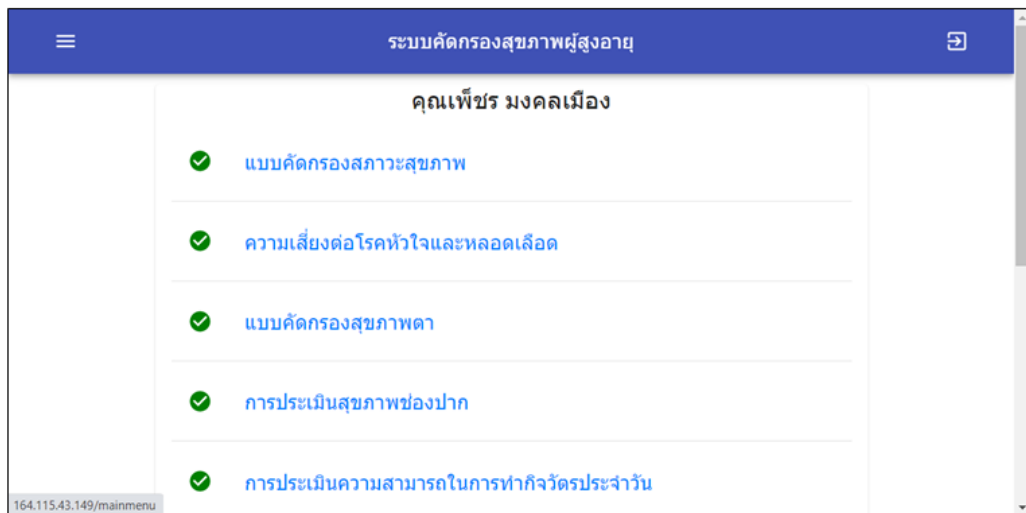 ระบบคัดกรองสุขภาพผู้สูงอายุ
คุณเพ็ชร มงคลเมือง
แบบคัดกรองสภาวะสุขภาพ
ความเสี่ยงต่อโรคหัวใจและหลอดเลือด
แบบคัดกรองสุขภาพตา
การประเมินสุขภาพช่องปาก
การประเมินความสามารถในการทำกิจวัตรประจำวัน
164.115.43.149/mainmenu